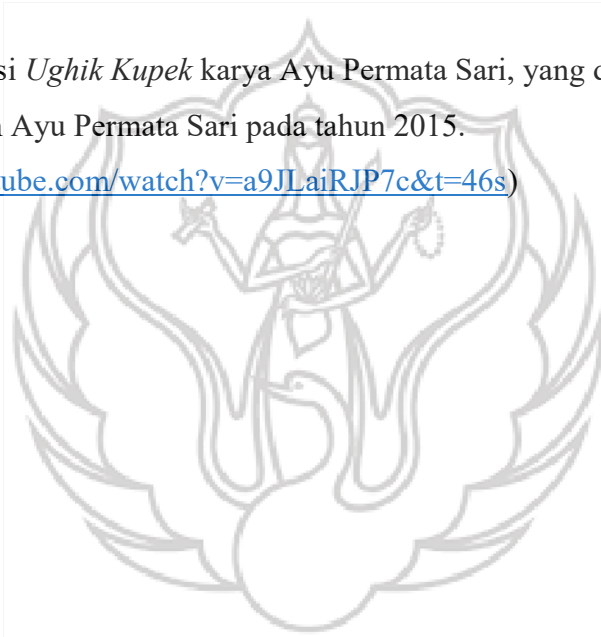 si Ughik Kupek karya Ayu Permata Sari, yang d
n Ayu Permata Sari pada tahun 2015.
ube.com/watch?v=a9JLaiRJP7c&t=46s)